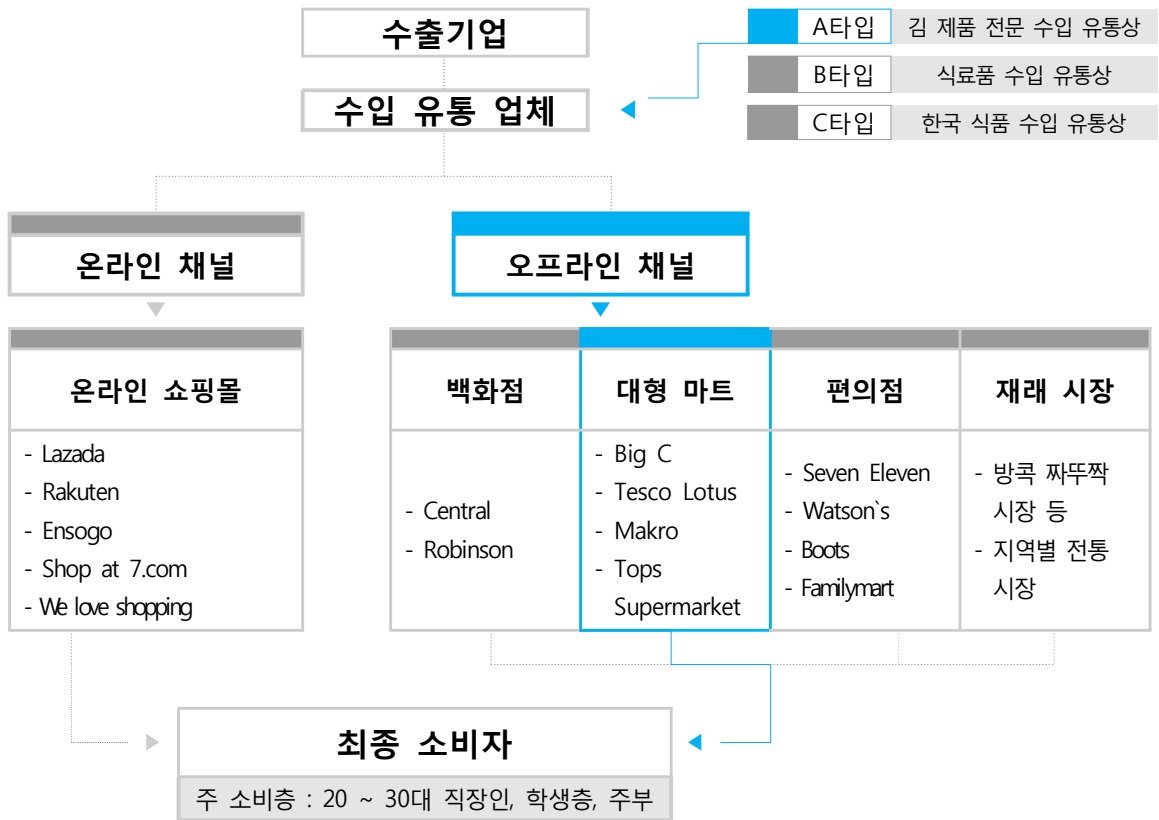 수출기업
수입 유통 업체
A타입 김 제품 전문 수입 유통상
B타입 식료품 수입 유통상
C타입 한국 식품 수입 유통상
온라인 채널
오프라인 채널
온라인 쇼핑몰
- Lazada
- Rakuten
- Ensogo
- Shop at 7.com
- We love shopping
백화점
- Central
- Robinson
대형 마트
- Big C
- Tesco Lotus
- Makro
- Tops
Supermarket
편의점
- Seven Eleven
- Watson`s
- Boots
- Familymart
재래 시장
- 방콕 짜뚜짝
시장 등
- 지역별 전통
시장
최종 소비자
주 소비층 : 20 ~ 30대 직장인, 학생층, 주부